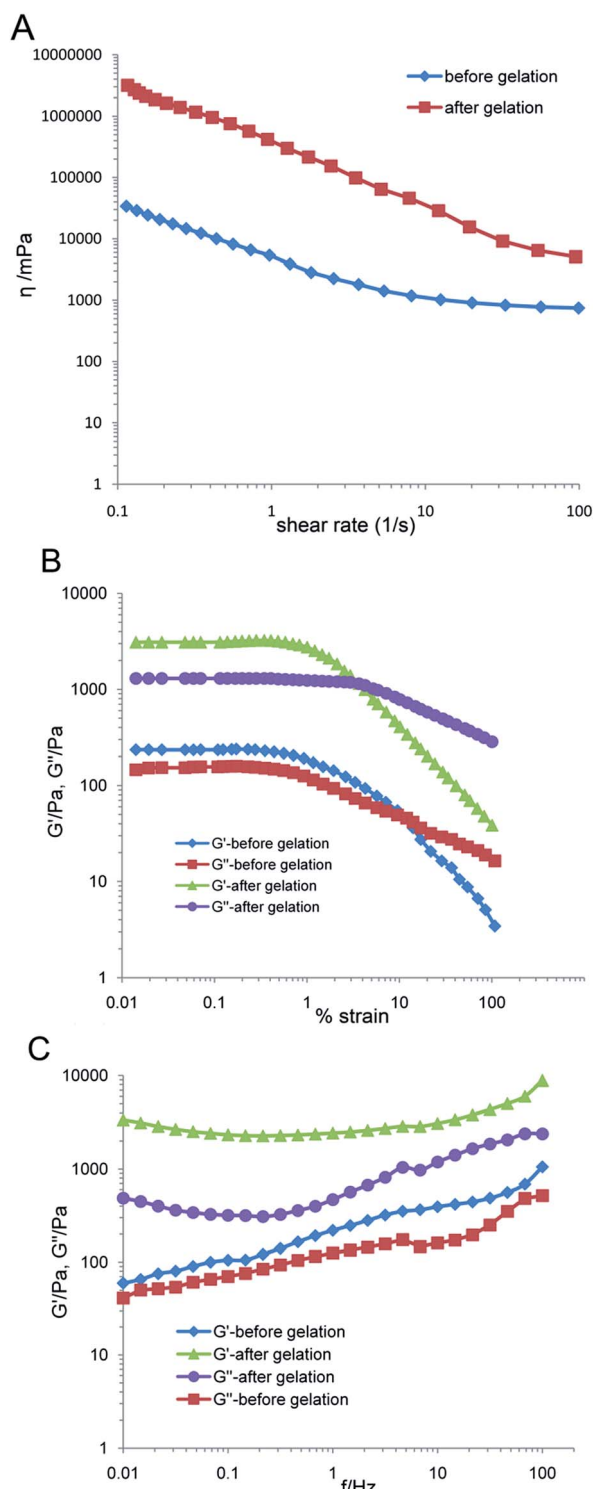 A
10000000
1000000
100000
10000
1000
100
10
1
η /mPa
before gelation
after gelation
0.1 1 10 100
shear rate (1/s)
B
10000
1000
100
10
1
G'/Pa, G''/Pa
G'-before gelation
G''-before gelation
G'-after gelation
G''-after gelation
0.01 0.1 1 10 100
% strain
C
10000
1000
100
10
1
G'/Pa, G''/Pa
G'-before gelation
G'-after gelation
G''-after gelation
G''-before gelation
0.01 0.1 1 10 100
f/Hz